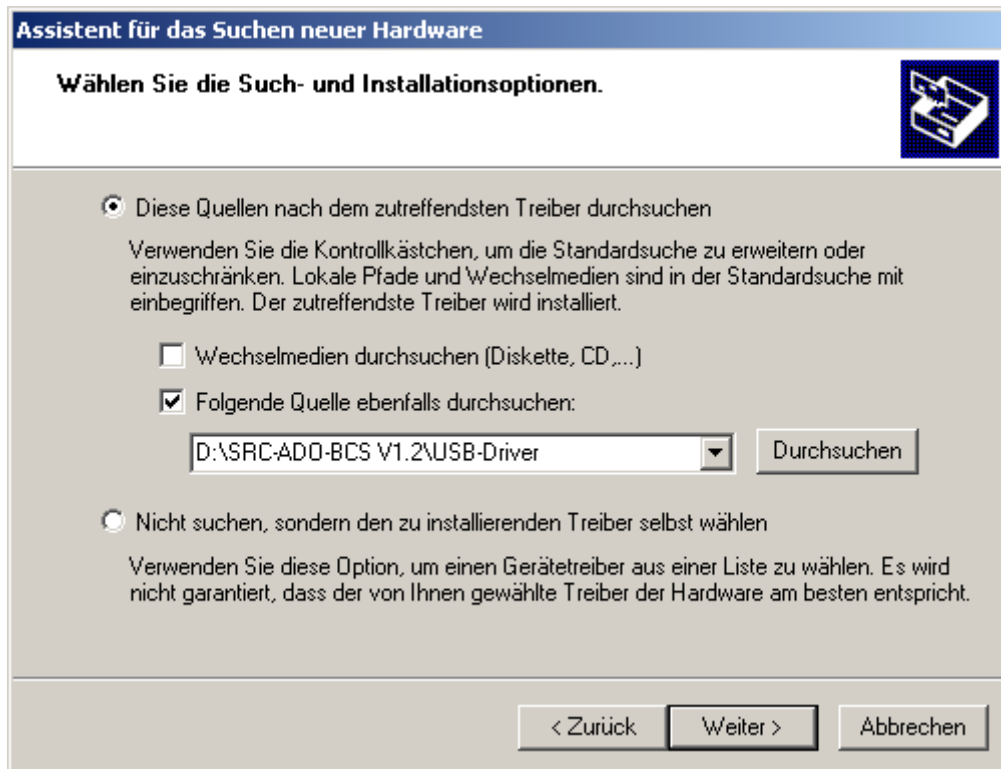 Assistent für das Suchen neuer Hardware
Wählen Sie die Such- und Installationsoptionen.
Diese Quellen nach dem zutreffendsten Treiber durchsuchen
Verwenden Sie die Kontrollkästchen, um die Standardsuche zu erweitern oder
einzuschränken. Lokale Pfade und Wechselmedien sind in der Standardsuche mit
einbegriffen. Der zutreffendste Treiber wird installiert.
Wechselmedien durchsuchen (Diskette, CD,...)
Folgende Quelle ebenfalls durchsuchen:
D:\SRC-ADO-BCS V1.2\USB-Driver
Durchsuchen
Nicht suchen, sondern den zu installierenden Treiber selbst wählen
Verwenden Sie diese Option, um einen Gerätetreiber aus einer Liste zu wählen. Es wird
nicht garantiert, dass der von Ihnen gewählte Treiber der Hardware am besten entspricht.
< Zurück
Weiter >
Abbrechen